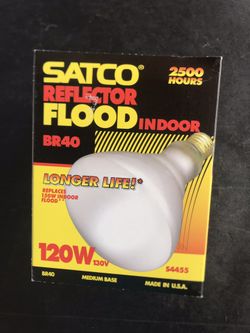 SATCO® 2500 HOURS
REFLECTOR
FLOOD INDOOR
BR40
LONGER LIFE!*
REPLACES
150W INDOOR
FLOOD**
120W 130V
S4455
BR40 MEDIUM BASE MADE IN U.S.A.